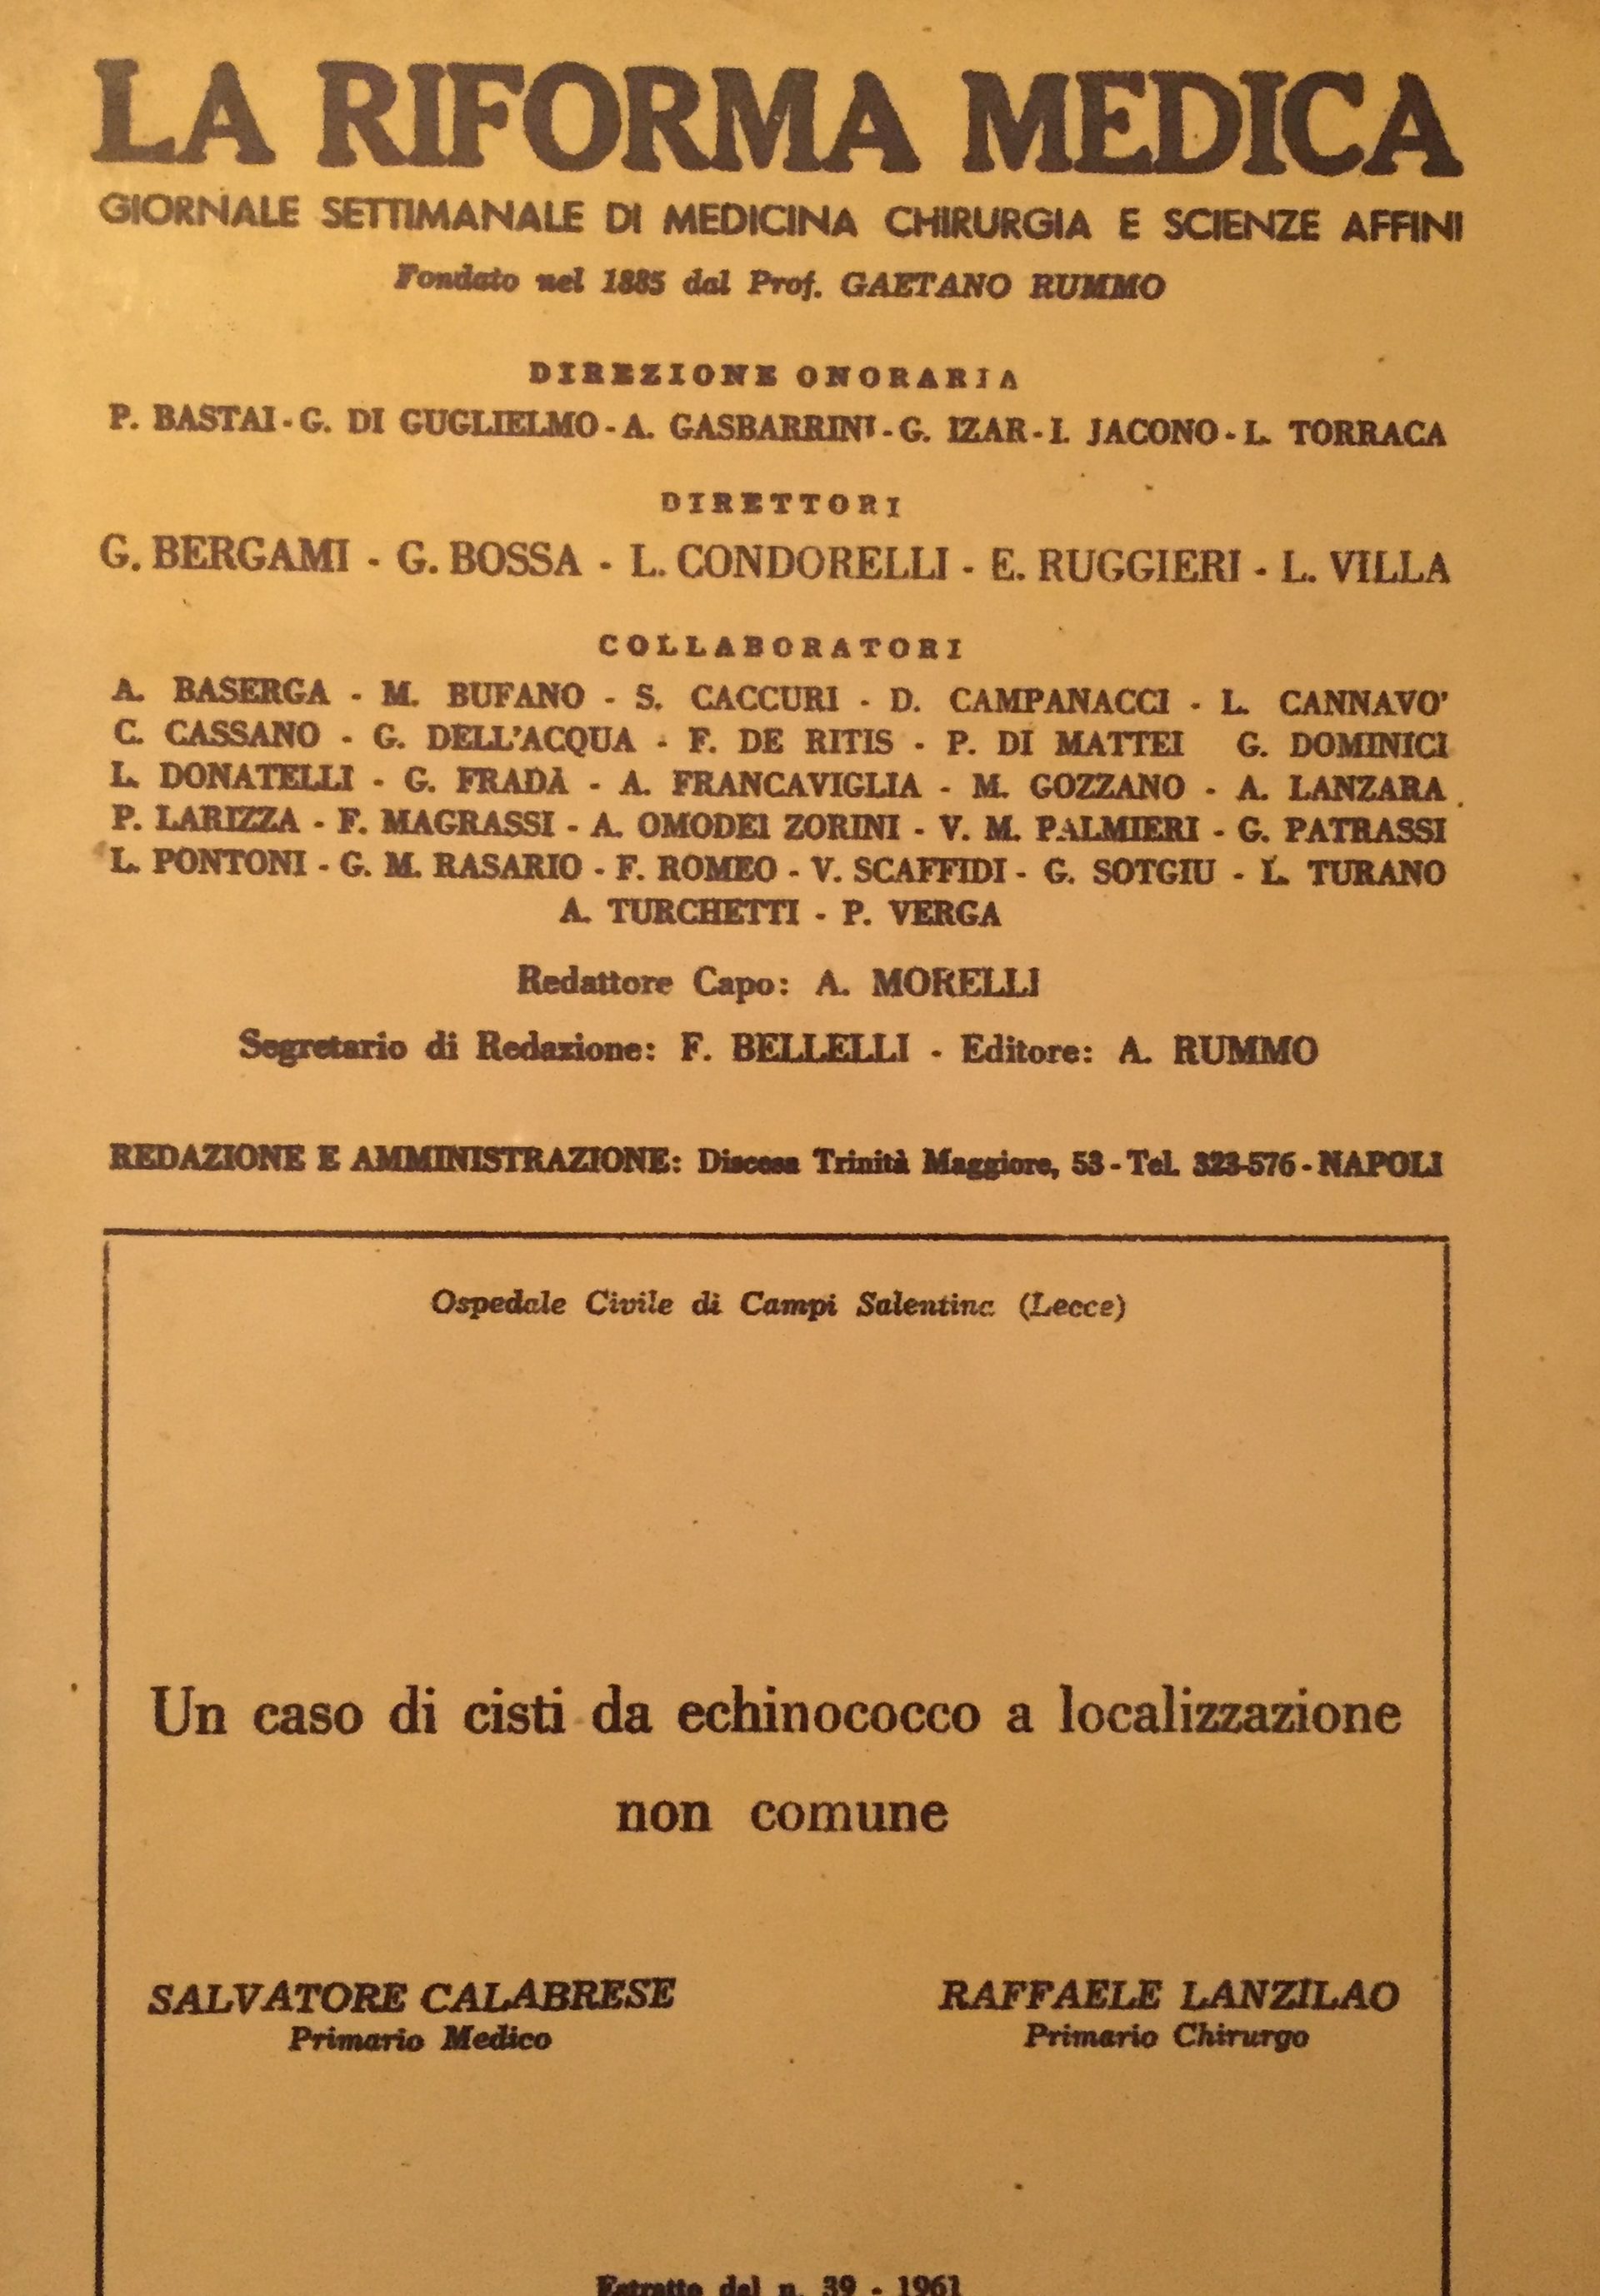 LA RIFORMA MEDICA
GIORNALE SETTIMANALE DI MEDICINA CHIRURGIA E SCIENZE AFFINI
Fondato nel 1885 dal Prof. GAETANO RUMMO
DIREZIONE ONORARIA
P. BASTAI - G. DI GUGLIELMO - A. GASBARRINI - G. IZAR - I. JACONO - L. TORRACA
DIRETTORI
G. BERGAMI - G. BOSSA - L. CONDORELLI - E. RUGGIERI - L. VILLA
COLLABORATORI
A. BASERGA - M. BUFANO - S. CACCURI - D. CAMPANACCI - L. CANNAVO'
C. CASSANO - G. DELL'ACQUA - F. DE RITIS - P. DI MATTEI G. DOMINICI
L. DONATELLI - G. FRADÀ - A. FRANCAVIGLIA - M. GOZZANO - A. LANZARA
P. LARIZZA - F. MAGRASSI - A. OMODEI ZORINI - V. M. PALMIERI - G. PATRASSI
L. PONTONI - G. M. RASARIO - F. ROMEO - V. SCAFFIDI - G. SOTGIU - L. TURANO
A. TURCHETTI - P. VERGA
Redattore Capo: A. MORELLI
Segretario di Redazione: F. BELLELLI - Editore: A. RUMMO
REDAZIONE E AMMINISTRAZIONE: Discesa Trinità Maggiore, 53 - Tel. 323-576 - NAPOLI
Ospedale Civile di Campi Salentina (Lecce)
Un caso di cisti da echinococco a localizzazione
non comune
SALVATORE CALABRESE
Primario Medico
RAFFAELE LANZILAO
Primario Chirurgo
Estratto dal n. 39 - 1961